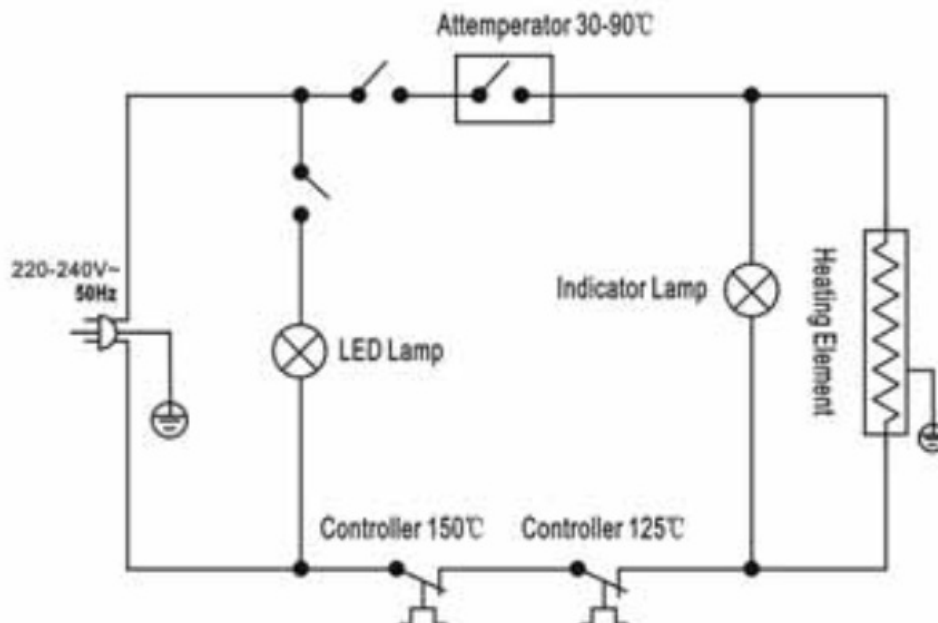 Attemperator 30-90℃
220-240V~
50Hz
LED Lamp
Indicator Lamp
Heating Element
Controller 150℃
Controller 125℃